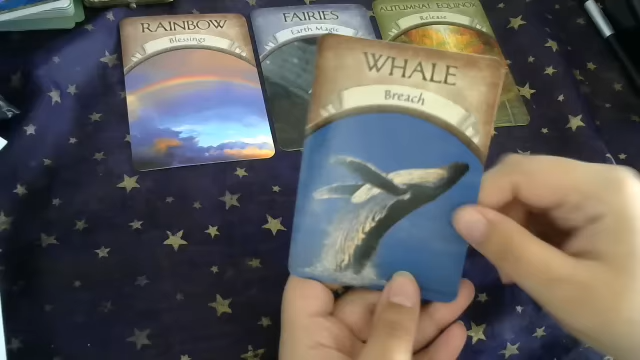 RAINBOW
Blessings
FAIRIES
Earth Magic
AUTUMNAL EQUINOX
Release
WHALE
Breach